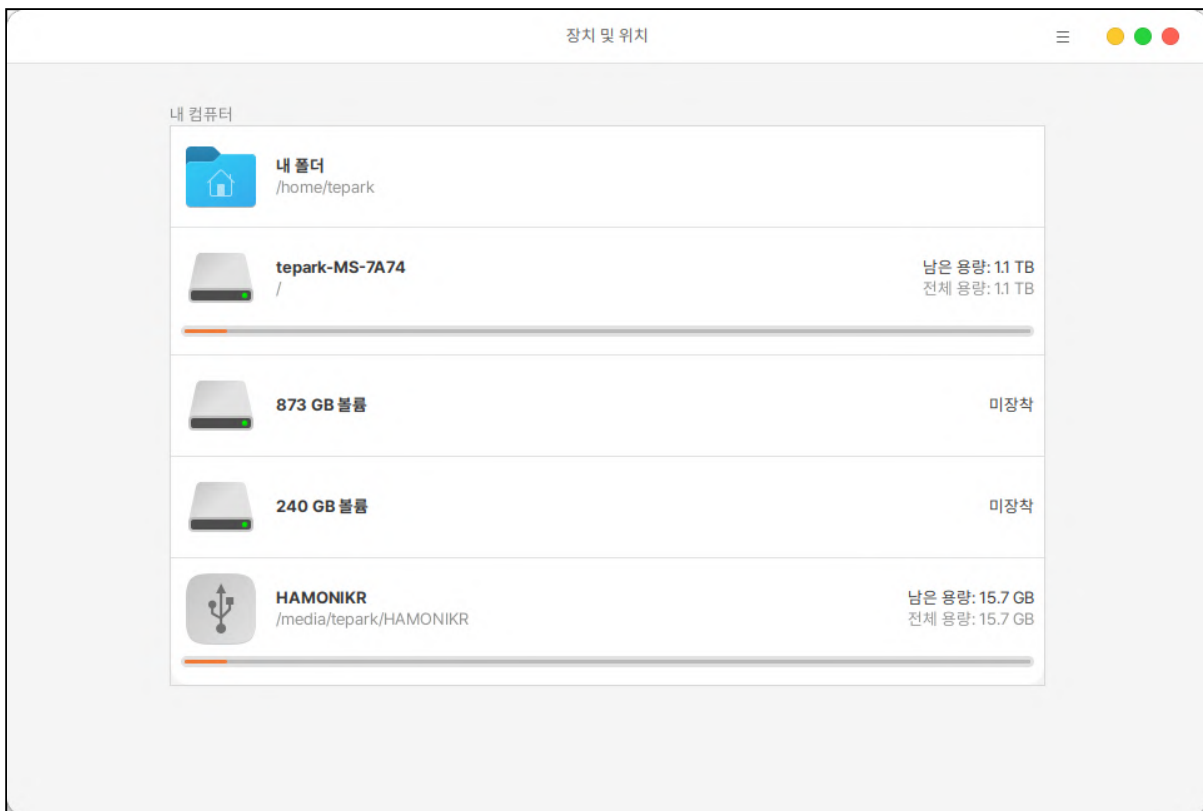 장치 및 위치
내 컴퓨터
내 폴더
/home/tepark
tepark-MS-7A74
/
남은 용량: 1.1 TB
전체 용량: 1.1 TB
873 GB 볼륨
미장착
240 GB 볼륨
미장착
HAMONIKR
/media/tepark/HAMONIKR
남은 용량: 15.7 GB
전체 용량: 15.7 GB